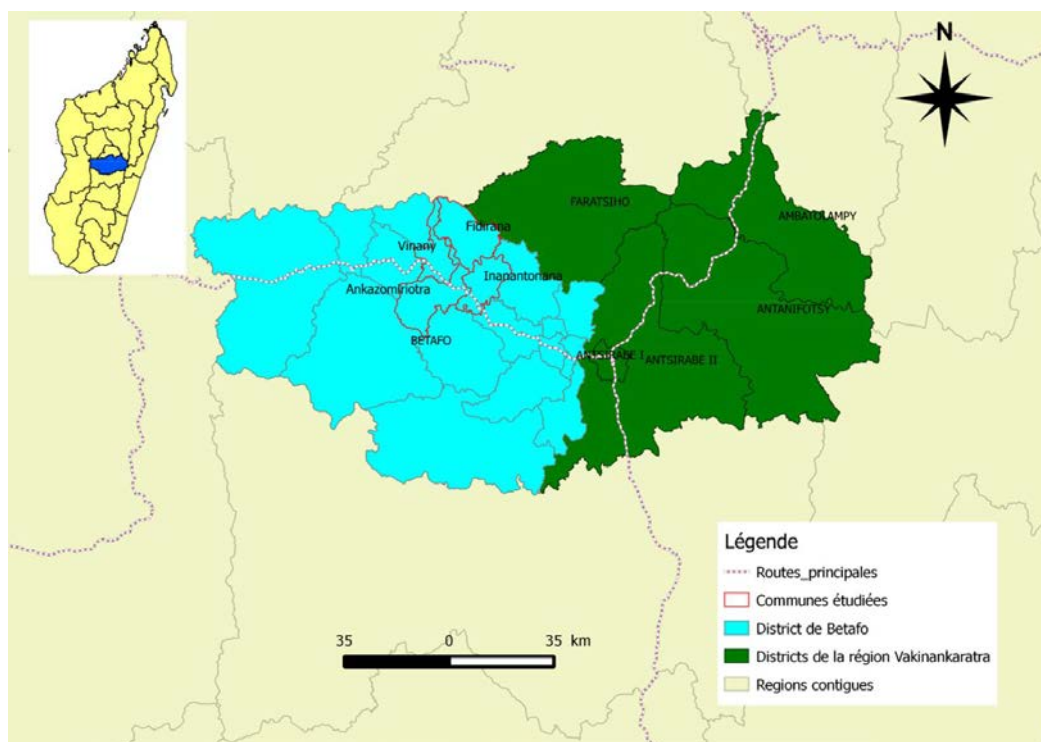 N
FARATSIHO
AMBATOLAMPY
Fidirana
Vinany
Inapantonana
Ankazomiriotra
ANTANIFOTSY
BETAFO
ANTSIRABE I
ANTSIRABE II
Légende
Routes_principales
Communes étudiées
District de Betafo
Districts de la région Vakinankaratra
Regions contigues
35 0 35 km